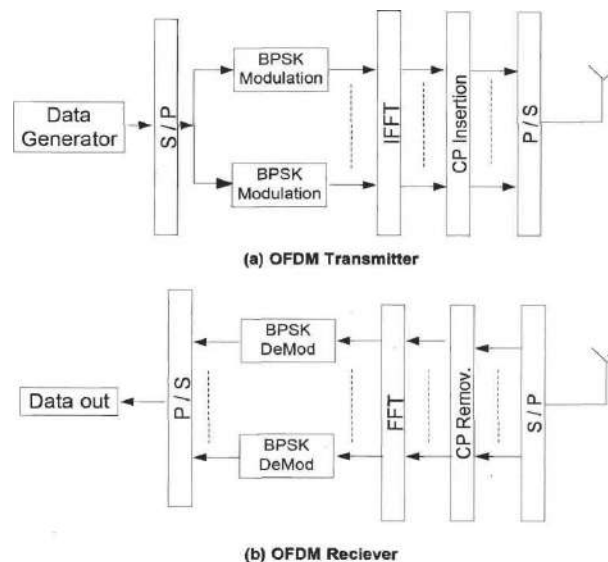 Data
Generator
S / P
BPSK
Modulation
BPSK
Modulation
IFFT
CP Insertion
P / S
(a) OFDM Transmitter
Data out
P / S
BPSK
DeMod
BPSK
DeMod
FFT
CP Remov.
S / P
(b) OFDM Reciever